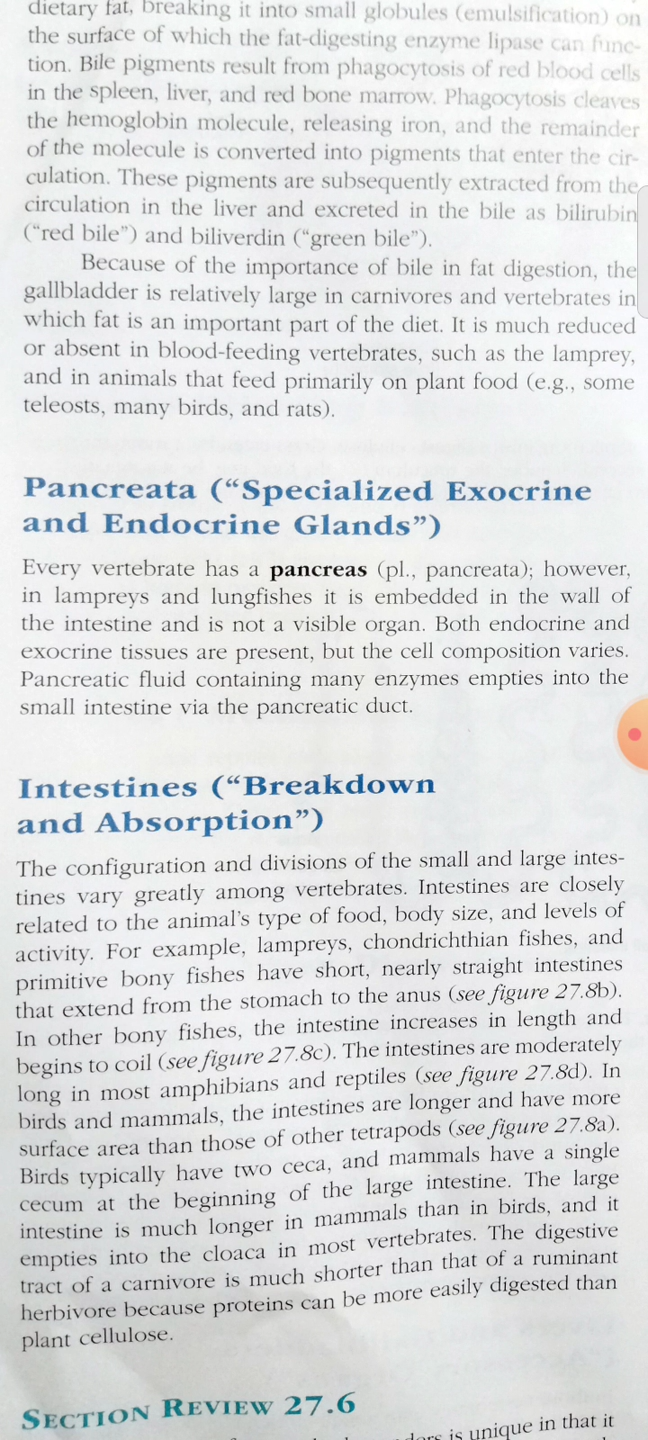 dietary fat, breaking it into small globules (emulsification) on
the surface of which the fat-digesting enzyme lipase can func-
tion. Bile pigments result from phagocytosis of red blood cells
in the spleen, liver, and red bone marrow. Phagocytosis cleaves
the hemoglobin molecule, releasing iron, and the remainder
of the molecule is converted into pigments that enter the cir-
culation. These pigments are subsequently extracted from the
circulation in the liver and excreted in the bile as bilirubin
(“red bile”) and biliverdin (“green bile”).
Because of the importance of bile in fat digestion, the
gallbladder is relatively large in carnivores and vertebrates in
which fat is an important part of the diet. It is much reduced
or absent in blood-feeding vertebrates, such as the lamprey,
and in animals that feed primarily on plant food (e.g., some
teleosts, many birds, and rats).
Pancreata (“Specialized Exocrine
and Endocrine Glands”)
Every vertebrate has a pancreas (pl., pancreata); however,
in lampreys and lungfishes it is embedded in the wall of
the intestine and is not a visible organ. Both endocrine and
exocrine tissues are present, but the cell composition varies.
Pancreatic fluid containing many enzymes empties into the
small intestine via the pancreatic duct.
Intestines (“Breakdown
and Absorption”)
The configuration and divisions of the small and large intes-
tines vary greatly among vertebrates. Intestines are closely
related to the animal’s type of food, body size, and levels of
activity. For example, lampreys, chondrichthian fishes, and
primitive bony fishes have short, nearly straight intestines
that extend from the stomach to the anus (see figure 27.8b).
In other bony fishes, the intestine increases in length and
begins to coil (see figure 27.8c). The intestines are moderately
long in most amphibians and reptiles (see figure 27.8d). In
birds and mammals, the intestines are longer and have more
surface area than those of other tetrapods (see figure 27.8a).
Birds typically have two ceca, and mammals have a single
cecum at the beginning of the large intestine. The large
intestine is much longer in mammals than in birds, and it
empties into the cloaca in most vertebrates. The digestive
tract of a carnivore is much shorter than that of a ruminant
herbivore because proteins can be more easily digested than
plant cellulose.
SECTION REVIEW 27.6
is unique in that it